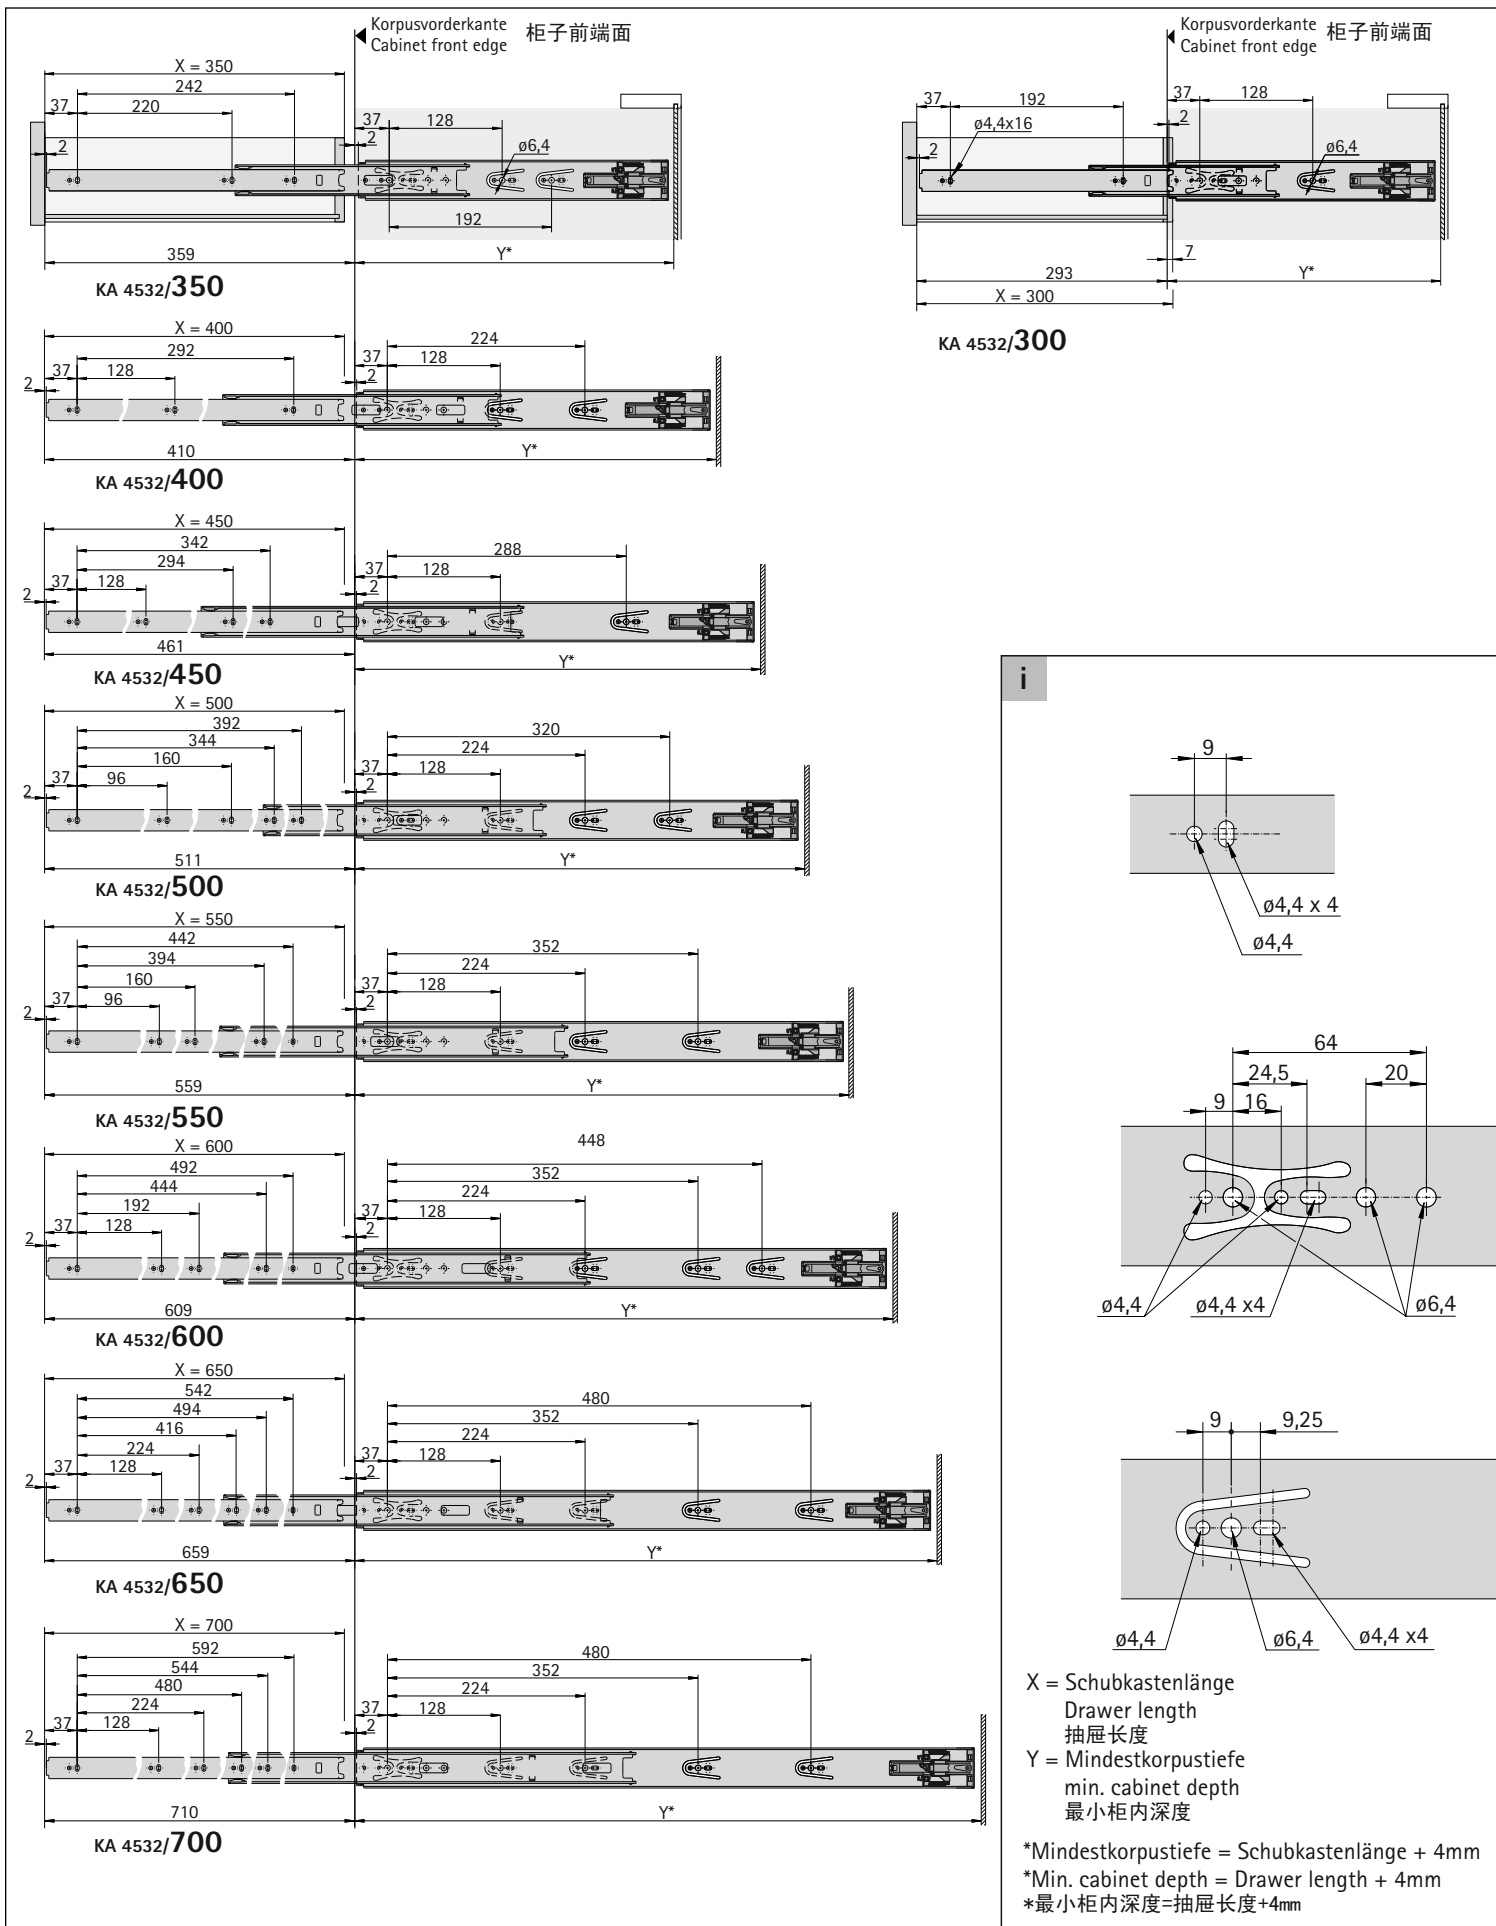 Korpusvorderkante
Cabinet front edge
柜子前端面
X = 350
242
37
220
2
37
128
2
ø6,4
192
359
Y*
KA 4532/350
Korpusvorderkante
Cabinet front edge
柜子前端面
37
192
37
128
ø4,4x16
2
2
ø6,4
7
293
Y*
X = 300
KA 4532/300
X = 400
292
37
128
2
224
37
128
2
410
Y*
KA 4532/400
X = 450
342
294
37
128
2
288
37
128
2
461
Y*
KA 4532/450
X = 500
392
344
160
37
96
2
320
224
37
128
2
511
Y*
KA 4532/500
X = 550
442
394
160
37
96
2
352
224
37
128
2
559
Y*
KA 4532/550
X = 600
492
444
192
37
128
2
448
352
224
37
128
2
609
Y*
KA 4532/600
X = 650
542
494
416
224
37
128
2
480
352
224
37
128
2
659
Y*
KA 4532/650
X = 700
592
544
480
224
37
128
2
480
352
224
37
128
2
710
Y*
KA 4532/700
i
9
ø4,4 x 4
ø4,4
64
24,5
20
9
16
ø4,4
ø4,4 x4
ø6,4
9
9,25
ø4,4
ø6,4
ø4,4 x4
X = Schubkastenlänge
Drawer length
抽屉长度
Y = Mindestkorpustiefe
min. cabinet depth
最小柜内深度
*Mindestkorpustiefe = Schubkastenlänge + 4mm
*Min. cabinet depth = Drawer length + 4mm
*最小柜内深度=抽屉长度+4mm